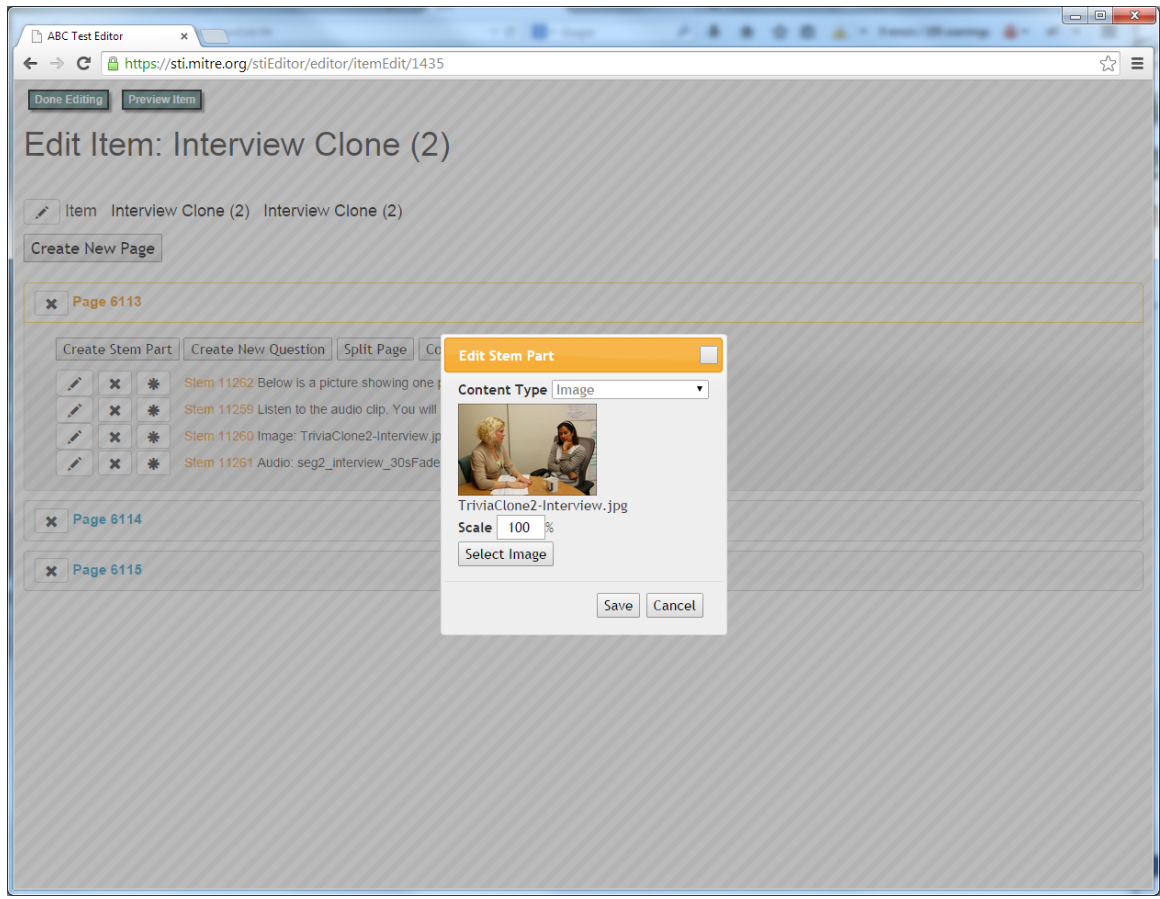 ABC Test Editor
https://sti.mitre.org/stiEditor/editor/itemEdit/1435
Done Editing Preview Item
Edit Item: Interview Clone (2)
Item Interview Clone (2) Interview Clone (2)
Create New Page
Page 6113
Create Stem Part Create New Question Split Page Co
Stem 11262 Below is a picture showing one
Stem 11259 Listen to the audio clip. You will
Stem 11260 Image: TriviaClone2-Interview.jp
Stem 11261 Audio: seg2_interview_30sFade
Page 6114
Page 6115
Edit Stem Part
Content Type Image
TriviaClone2-Interview.jpg
Scale 100 %
Select Image
Save Cancel